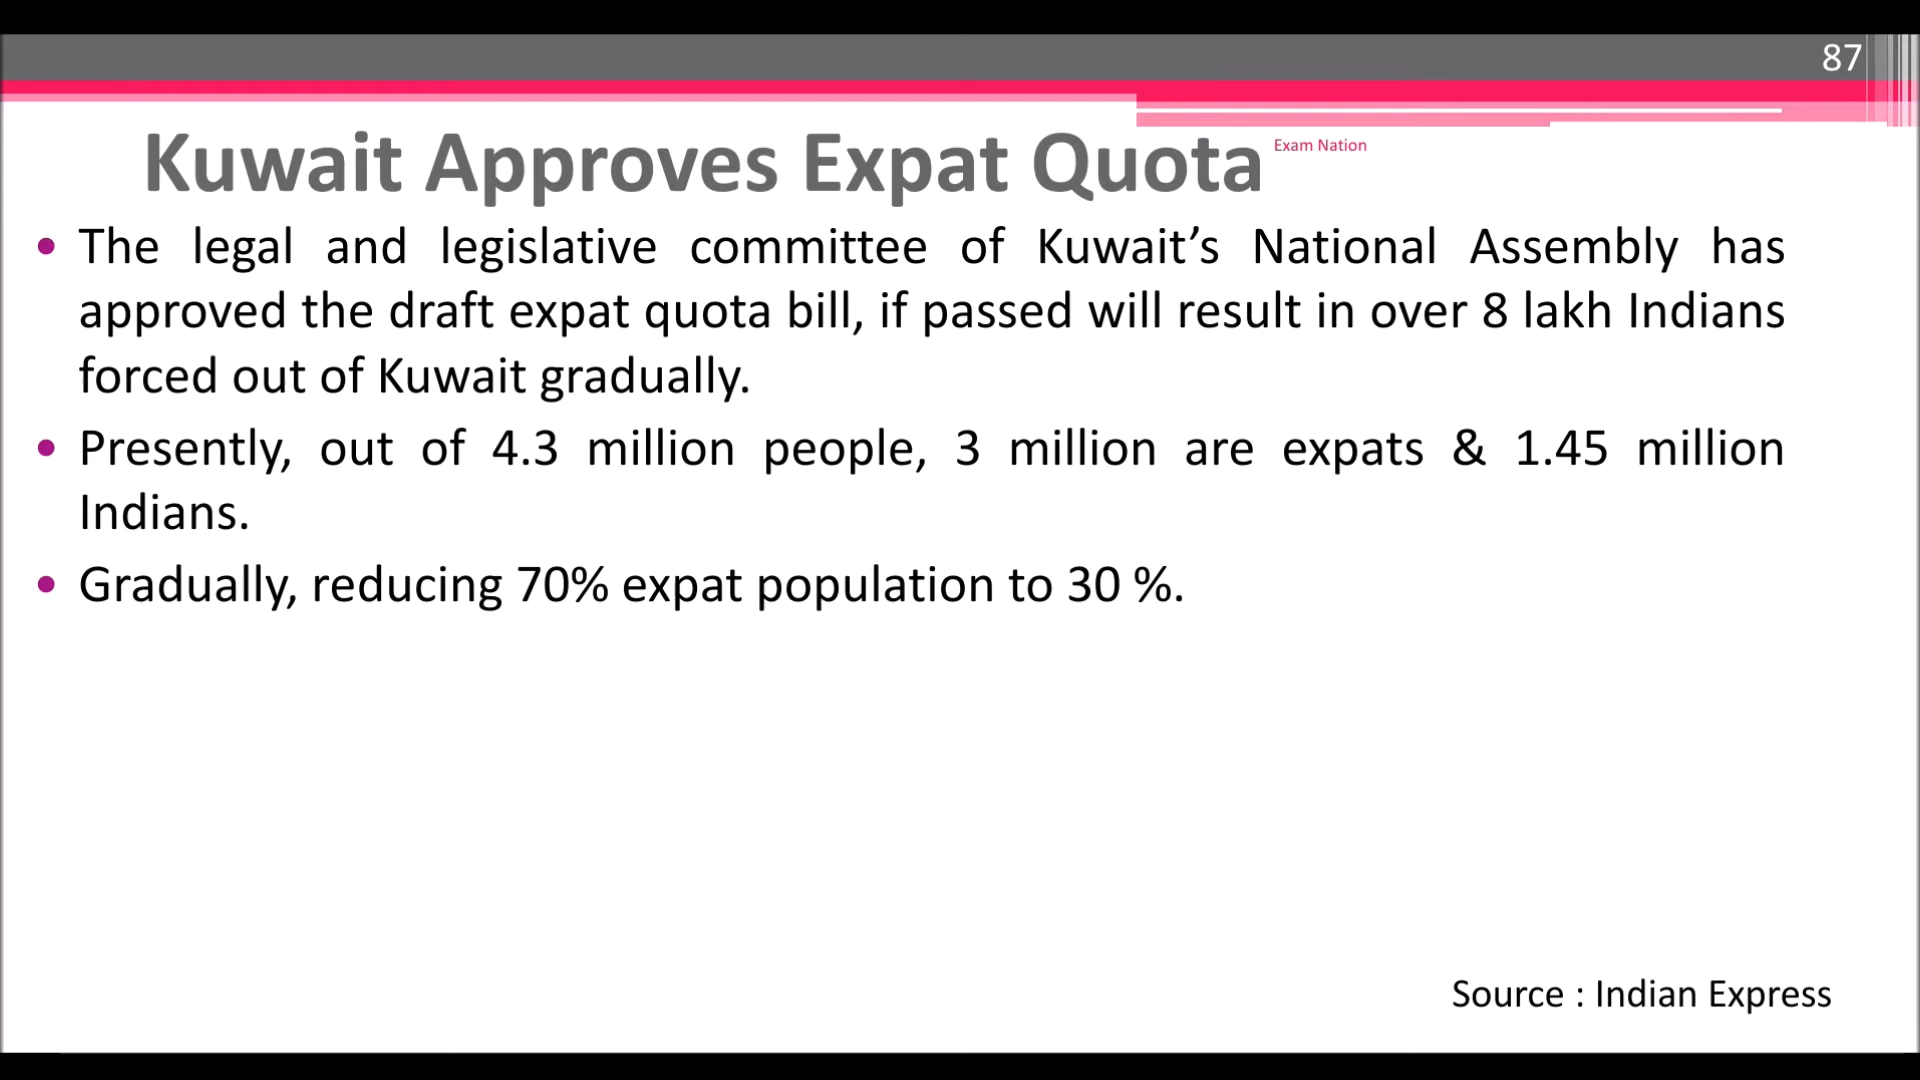 87
Kuwait Approves Expat Quota
Exam Nation
• The legal and legislative committee of Kuwait’s National Assembly has
approved the draft expat quota bill, if passed will result in over 8 lakh Indians
forced out of Kuwait gradually.
• Presently, out of 4.3 million people, 3 million are expats & 1.45 million
Indians.
• Gradually, reducing 70% expat population to 30 %.
Source : Indian Express